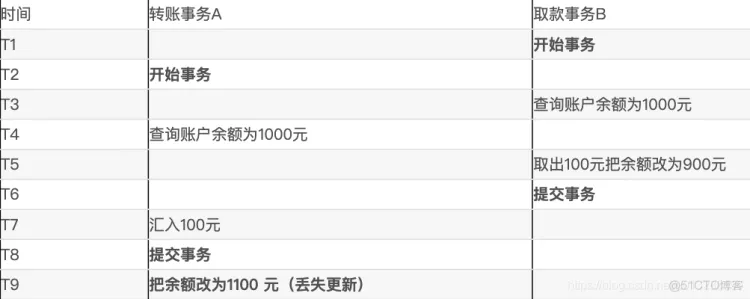 时间 转账事务A 取款事务B
T1 开始事务
T2 开始事务
T3 查询账户余额为1000元
T4 查询账户余额为1000元
T5 取出100元把余额改为900元
T6 提交事务
T7 汇入100元
T8 提交事务
T9 把余额改为1100 元（丢失更新）
@51CTO博客